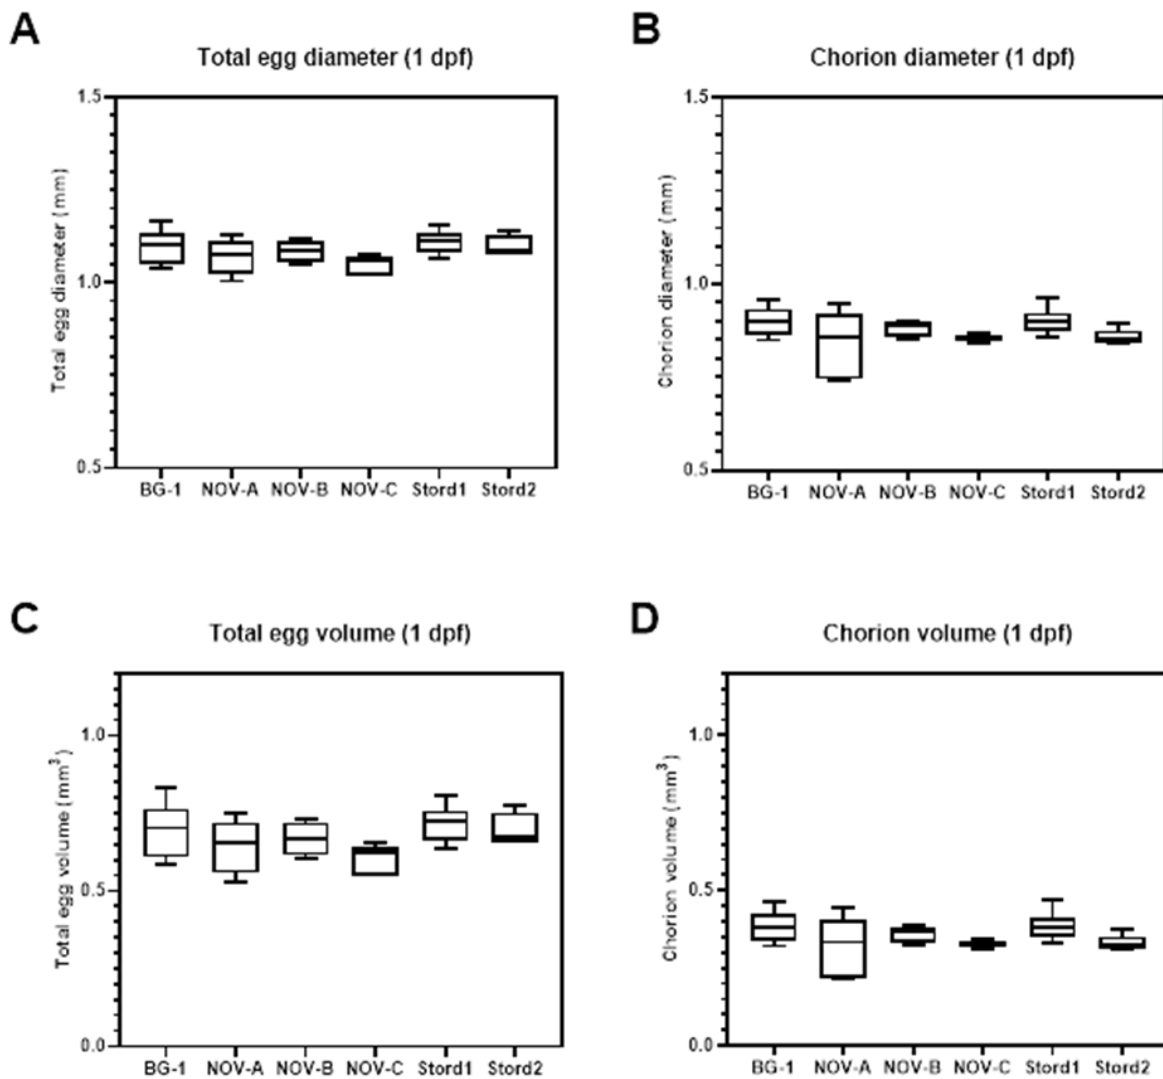 A
Total egg diameter (1 dpf)
Total egg diameter (mm)
1.5
1.0
0.5
BG-1 NOV-A NOV-B NOV-C Stord1 Stord2
B
Chorion diameter (1 dpf)
Chorion diameter (mm)
1.5
1.0
0.5
BG-1 NOV-A NOV-B NOV-C Stord1 Stord2
C
Total egg volume (1 dpf)
Total egg volume (mm³)
1.0
0.5
0.0
BG-1 NOV-A NOV-B NOV-C Stord1 Stord2
D
Chorion volume (1 dpf)
Chorion volume (mm³)
1.0
0.5
0.0
BG-1 NOV-A NOV-B NOV-C Stord1 Stord2